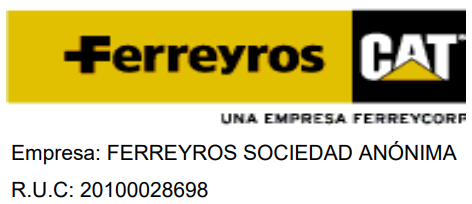 Ferreyros CAT
UNA EMPRESA FERREYCORP
Empresa: FERREYROS SOCIEDAD ANÓNIMA
R.U.C: 20100028698